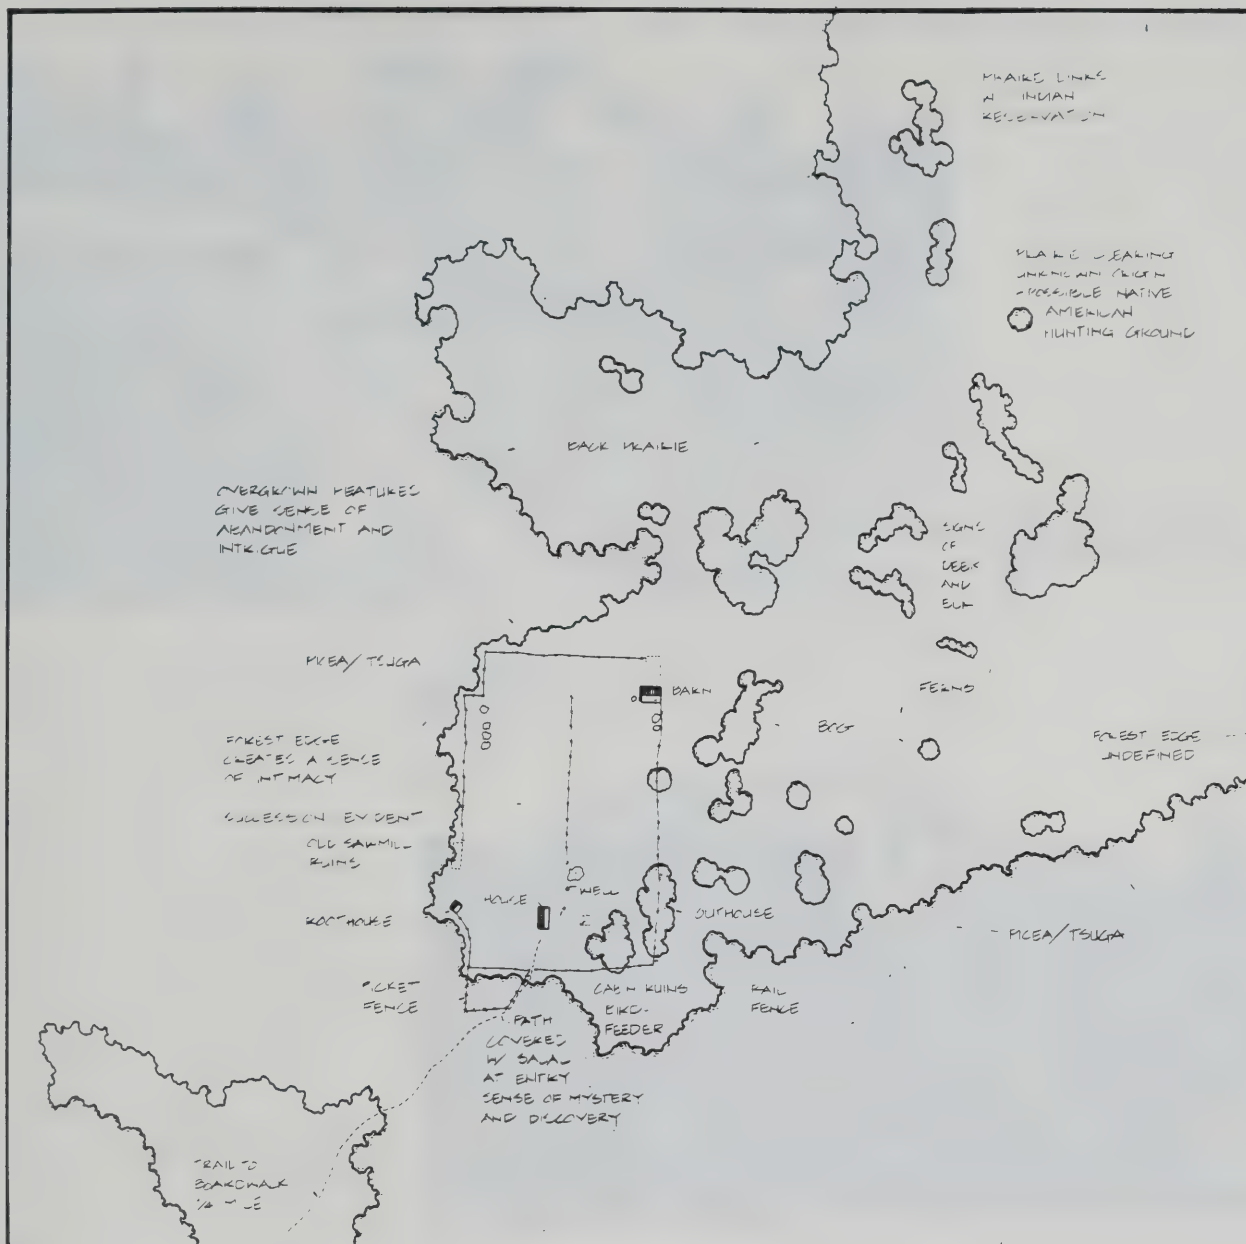 PRAIRIE LINKS
W/ INDIAN
RESERVATION
PRAIRIE CLEARING
UNKNOWN ORIGIN
-POSSIBLE NATIVE
AMERICAN
HUNTING GROUND
BACK PRAIRIE
OVERGROWN FEATURES
GIVE SENSE OF
ABANDONMENT AND
INTRIGUE
SIGNS
OF
DEER
AND
ELK
PICEA/TSUGA
BARN
FERNS
BOG
FOREST EDGE
CREATES A SENSE
OF INTIMACY
FOREST EDGE
UNDEFINED
SUCCESSION EVIDENT
OLD SAWMILL
RUINS
HOUSE
WELL
ROOTHOUSE
OUTHOUSE
PICEA/TSUGA
PICKET
FENCE
CABIN RUINS
BIRD-
FEEDER
RAIL
FENCE
PATH
COVERED
W/ SALAL
AT ENTRY
SENSE OF MYSTERY
AND DISCOVERY
TRAIL TO
BOARDWALK
1/4 MILE